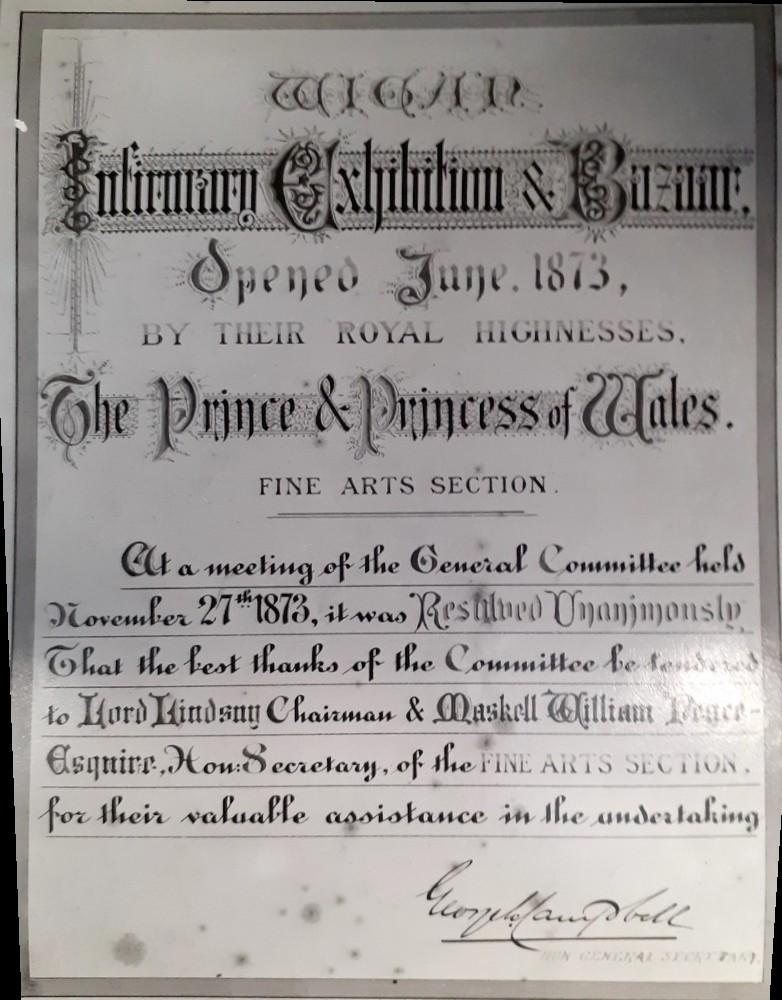 WIGAN
Infirmary Exhibition & Bazaar.
Opened June. 1873,
BY THEIR ROYAL HIGHNESSES,
The Prince & Princess of Wales.
FINE ARTS SECTION.
At a meeting of the General Committee held
November 27th 1873, it was Resolved Unanimously,
That the best thanks of the Committee be tendered
to Lord Lindsay Chairman & Maskell William Peace-
Esquire, Hon: Secretary, of the FINE ARTS SECTION,
for their valuable assistance in the undertaking
George Campbell
HON GENERAL SECRETARY.